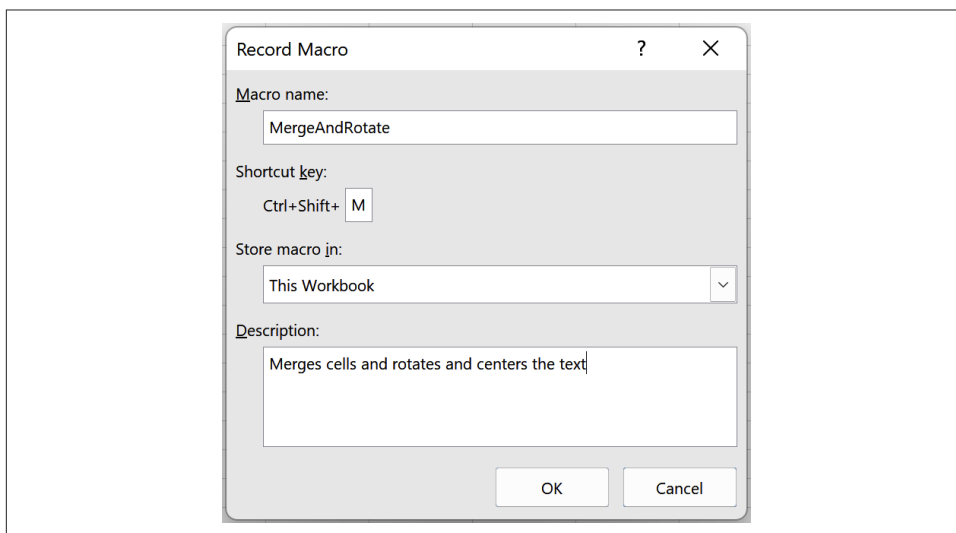 Record Macro ? ✕
Macro name:
MergeAndRotate
Shortcut key:
Ctrl+Shift+ M
Store macro in:
This Workbook
Description:
Merges cells and rotates and centers the text
OK Cancel